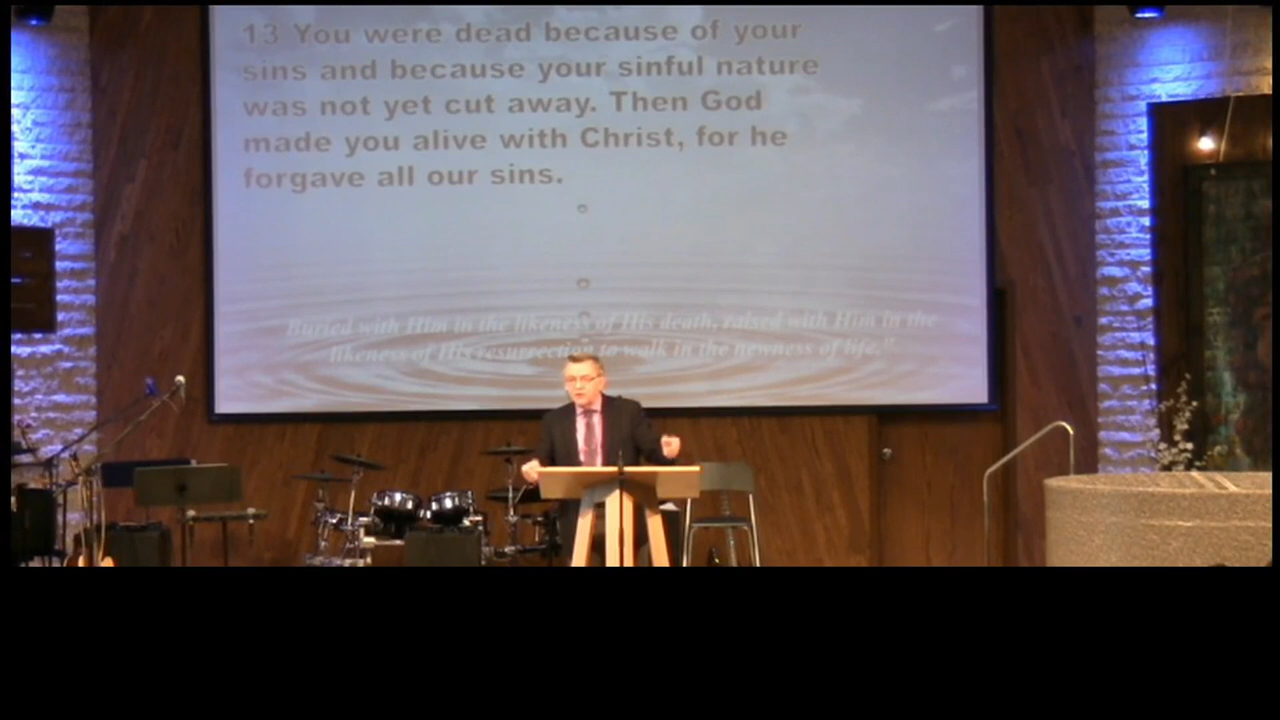 13 You were dead because of your
sins and because your sinful nature
was not yet cut away. Then God
made you alive with Christ, for he
forgave all our sins.
Buried with Him in the likeness of His death, raised with Him in the
likeness of His resurrection to walk in the newness of life."